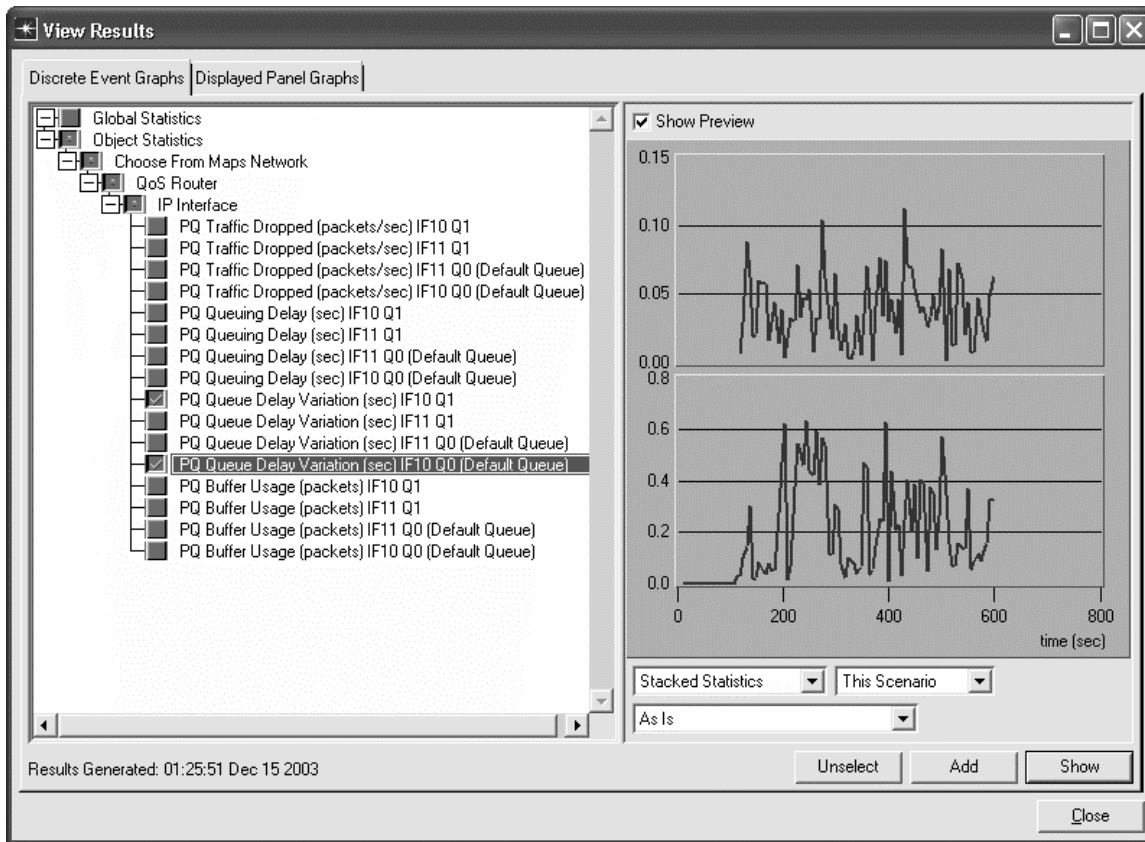 View Results
Discrete Event Graphs
Displayed Panel Graphs
Global Statistics
Object Statistics
Choose From Maps Network
QoS Router
IP Interface
PQ Traffic Dropped (packets/sec) IF10 Q1
PQ Traffic Dropped (packets/sec) IF11 Q1
PQ Traffic Dropped (packets/sec) IF11 Q0 (Default Queue)
PQ Traffic Dropped (packets/sec) IF10 Q0 (Default Queue)
PQ Queuing Delay (sec) IF10 Q1
PQ Queuing Delay (sec) IF11 Q1
PQ Queuing Delay (sec) IF11 Q0 (Default Queue)
PQ Queuing Delay (sec) IF10 Q0 (Default Queue)
PQ Queue Delay Variation (sec) IF10 Q1
PQ Queue Delay Variation (sec) IF11 Q1
PQ Queue Delay Variation (sec) IF11 Q0 (Default Queue)
PQ Queue Delay Variation (sec) IF10 Q0 (Default Queue)
PQ Buffer Usage (packets) IF10 Q1
PQ Buffer Usage (packets) IF11 Q1
PQ Buffer Usage (packets) IF11 Q0 (Default Queue)
PQ Buffer Usage (packets) IF10 Q0 (Default Queue)
Show Preview
0.15
0.10
0.05
0.00
0.8
0.6
0.4
0.2
0.0
0 200 400 600 800
time (sec)
Stacked Statistics
This Scenario
As Is
Results Generated: 01:25:51 Dec 15 2003
Unselect
Add
Show
Close